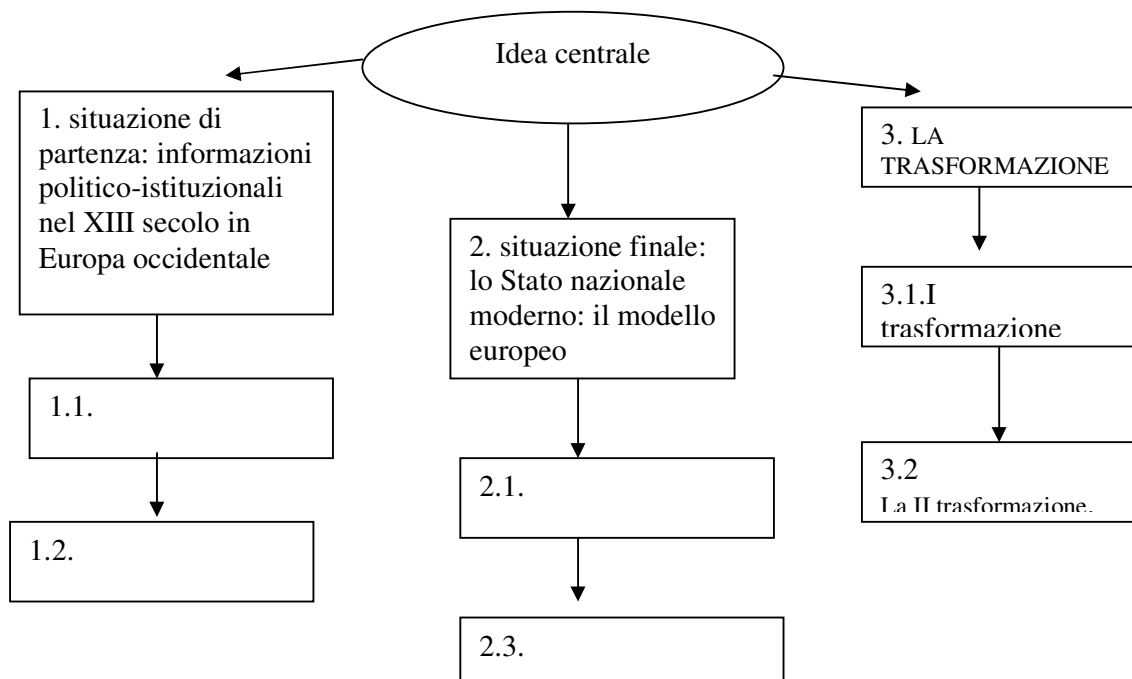 Idea centrale
1. situazione di
partenza: informazioni
politico-istituzionali
nel XIII secolo in
Europa occidentale
1.1.
1.2.
2. situazione finale:
lo Stato nazionale
moderno: il modello
europeo
2.1.
2.3.
3. LA
TRASFORMAZIONE
3.1.I
trasformazione
3.2
La II trasformazione.